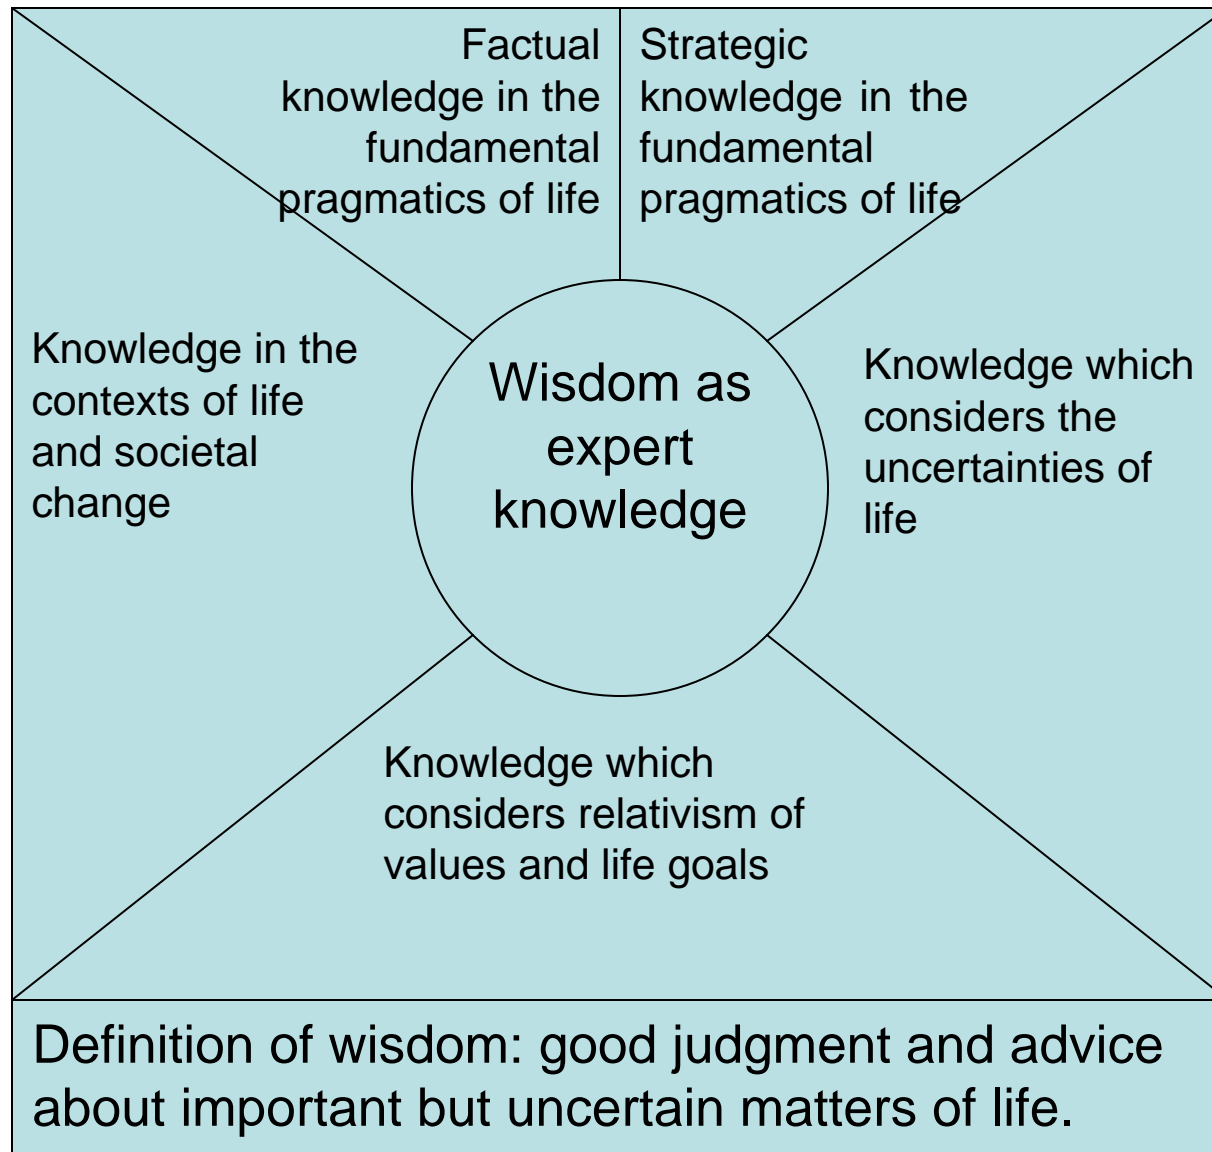 Factual
knowledge in the
fundamental
pragmatics of life
Strategic
knowledge in the
fundamental
pragmatics of life
Knowledge in the
contexts of life
and societal
change
Wisdom as
expert
knowledge
Knowledge which
considers the
uncertainties of
life
Knowledge which
considers relativism of
values and life goals
Definition of wisdom: good judgment and advice
about important but uncertain matters of life.